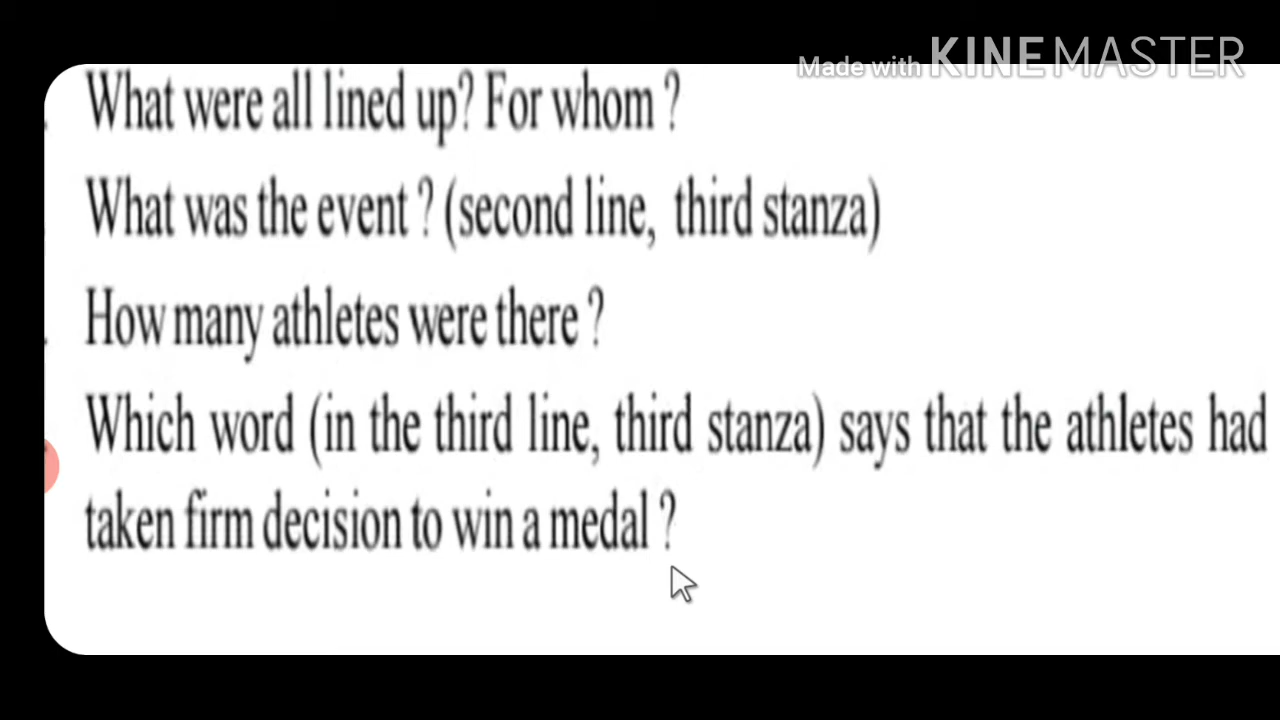 Made with KINEMASTER
What were all lined up? For whom ?
What was the event ? (second line, third stanza)
How many athletes were there ?
Which word (in the third line, third stanza) says that the athletes had
taken firm decision to win a medal ?